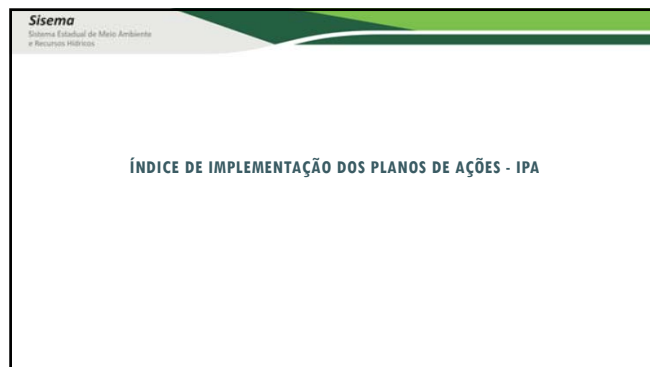 Sisema
Sistema Estadual de Meio Ambiente
e Recursos Hídricos
ÍNDICE DE IMPLEMENTAÇÃO DOS PLANOS DE AÇÕES - IPA